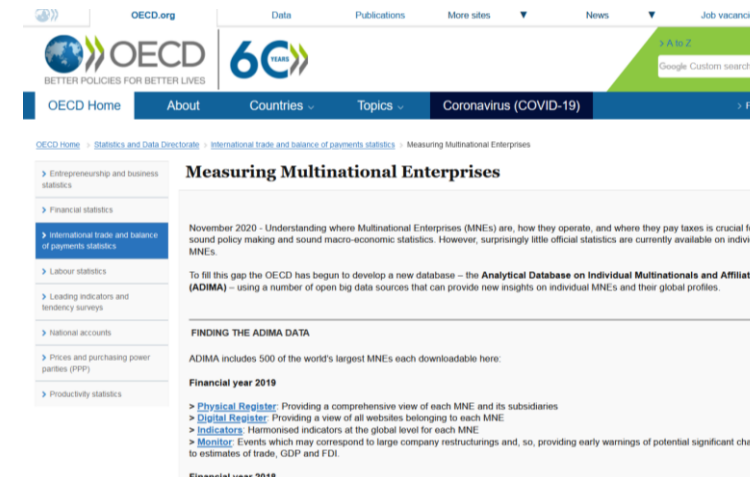 OECD.org Data Publications More sites ▼ News ▼ Job vacanci
OECD
BETTER POLICIES FOR BETTER LIVES
60 YEARS
> A to Z
Google Custom search
OECD Home About Countries Topics Coronavirus (COVID-19) >
OECD Home > Statistics and Data Directorate > International trade and balance of payments statistics > Measuring Multinational Enterprises
> Entrepreneurship and business
statistics
> Financial statistics
> International trade and balance
of payments statistics
> Labour statistics
> Leading indicators and
tendency surveys
> National accounts
> Prices and purchasing power
parities (PPP)
> Productivity statistics
Measuring Multinational Enterprises
November 2020 - Understanding where Multinational Enterprises (MNEs) are, how they operate, and where they pay taxes is crucial f
sound policy making and sound macro-economic statistics. However, surprisingly little official statistics are currently available on indivi
MNEs.
To fill this gap the OECD has begun to develop a new database – the Analytical Database on Individual Multinationals and Affiliat
(ADIMA) – using a number of open big data sources that can provide new insights on individual MNEs and their global profiles.
FINDING THE ADIMA DATA
ADIMA includes 500 of the world's largest MNEs each downloadable here:
Financial year 2019
> Physical Register: Providing a comprehensive view of each MNE and its subsidiaries
> Digital Register: Providing a view of all websites belonging to each MNE
> Indicators: Harmonised indicators at the global level for each MNE
> Monitor: Events which may correspond to large company restructurings and, so, providing early warnings of potential significant cha
to estimates of trade, GDP and FDI.
Financial year 2018